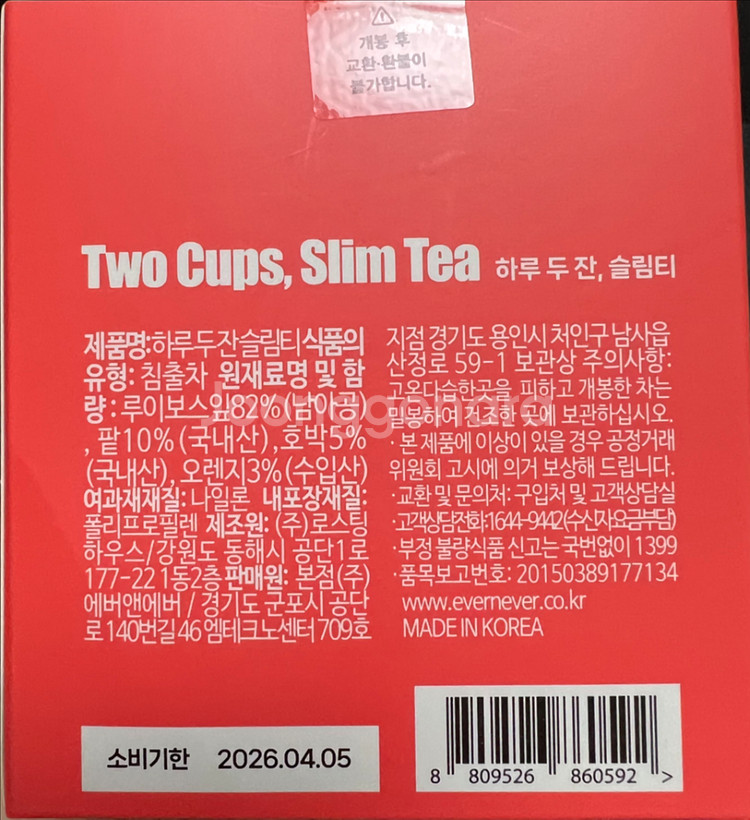 개봉 후
교환·환불이
불가합니다.
Two Cups, Slim Tea 하루 두 잔, 슬림티
제품명:하루두잔슬림티 식품의
유형: 침출차 원재료명 및 함
량 : 루이보스잎82%(남아공)
, 팥10%(국내산),호박5%
(국내산), 오렌지3%(수입산)
여과재재질: 나일론 내포장재질:
폴리프로필렌 제조원: (주)로스팅
하우스/강원도 동해시 공단1로
177-22 1동2층 판매원: 본점(주)
에버앤에버 / 경기도 군포시 공단
로 140번길 46 엠테크노센터 709호
지점 경기도 용인시 처인구 남사읍
산정로 59-1 보관상 주의사항:
고온다습한곳을 피하고 개봉한 차는
밀봉하여 건조한 곳에 보관하십시오.
· 본 제품에 이상이 있을 경우 공정거래
위원회 고시에 의거 보상해 드립니다.
·교환 및 문의처: 구입처 및 고객상담실
·고객상담전화:1644-9442(수신자요금부담)
·부정 불량식품 신고는 국번없이 1399
·품목보고번호: 20150389177134
www.evernever.co.kr
MADE IN KOREA
Joonggonara
소비기한 2026.04.05
8 809526 860592 >